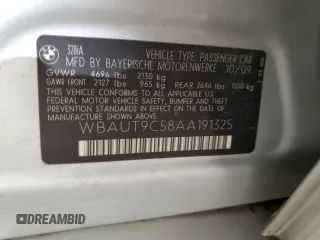 328iA
VEHICLE TYPE: PASSENGER CAR
MFD BY BAYERISCHE MOTORENWERKE 10/09
GVWR 4696 lbs 2130 kg
GAWR FRONT 2127 lbs 965 kg REAR 2646 lbs 1200 kg
THIS VEHICLE CONFORMS TO ALL APPLICABLE FEDERAL MOTOR VEHICLE SAFETY, BUMPER, AND THEFT PREVENTION STANDARDS IN EFFECT ON THE DATE OF
MANUFACTURE SHOWN ABOVE.
WBAUT9C58AA191325
DREAMBID